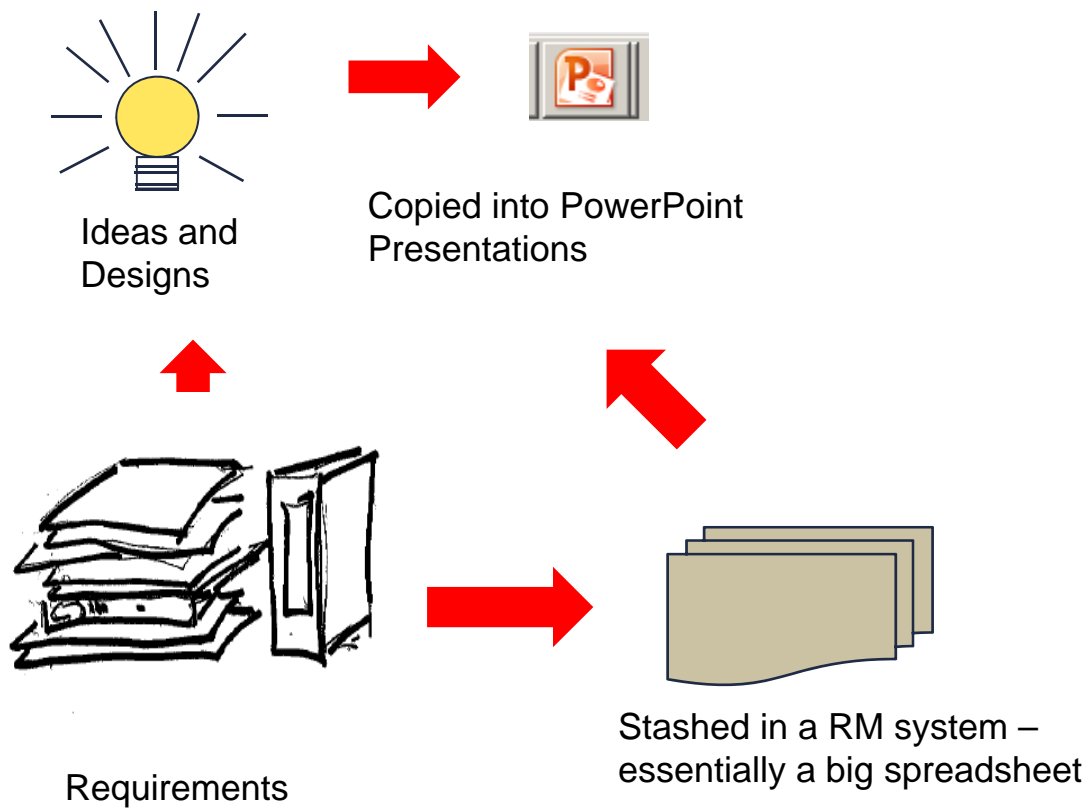 Ideas and
Designs
Copied into PowerPoint
Presentations
Requirements
Stashed in a RM system –
essentially a big spreadsheet